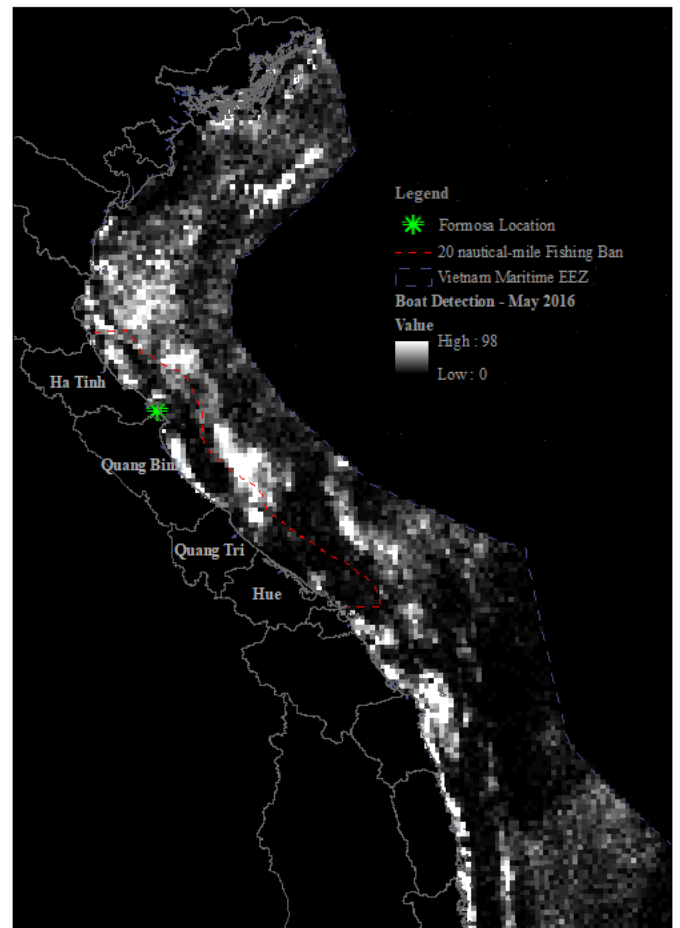 Legend
Formosa Location
20 nautical-mile Fishing Ban
Vietnam Maritime EEZ
Boat Detection - May 2016
Value
High : 98
Low : 0
Ha Tinh
Quang Binh
Quang Tri
Hue